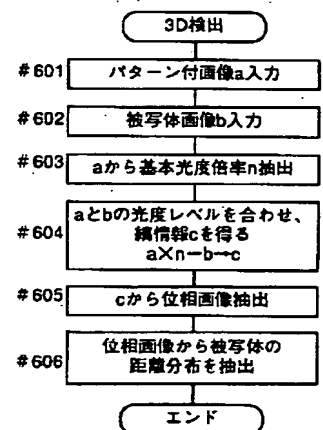 3D検出
#601
パターン付画像a入力
#602
被写体画像b入力
#603
aから基本光度倍率n抽出
#604
aとbの光度レベルを合わせ、
縞情報cを得る
a×n−b→c
#605
cから位相画像抽出
#606
位相画像から被写体の
距離分布を抽出
エンド